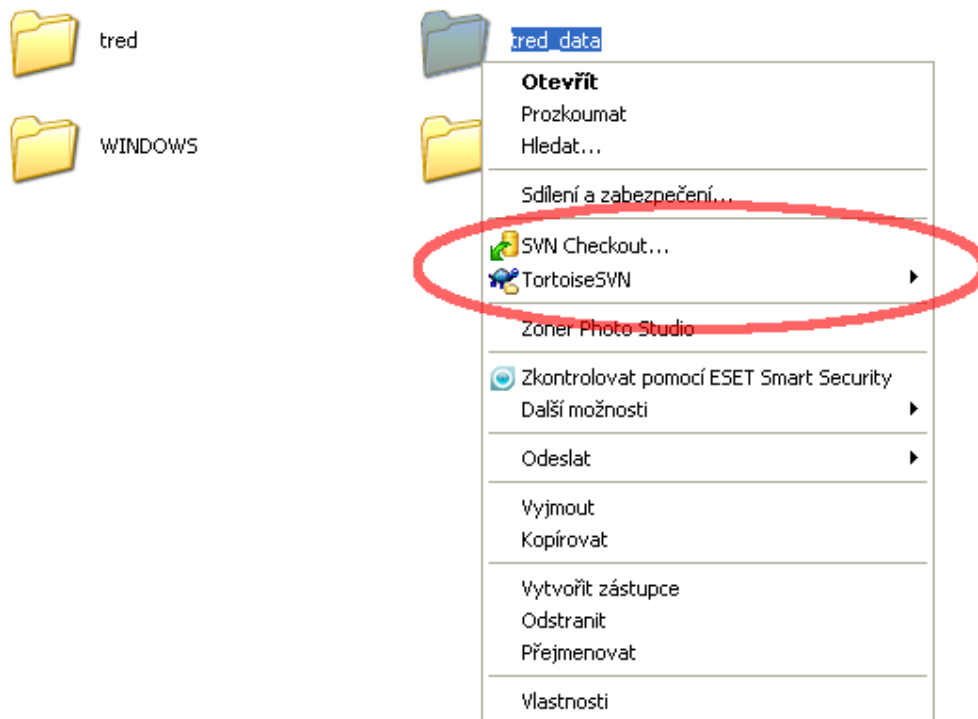 tred
tred_data
WINDOWS
Otevřít
Prozkoumat
Hledat...
Sdílení a zabezpečení...
SVN Checkout...
TortoiseSVN
Zoner Photo Studio
Zkontrolovat pomocí ESET Smart Security
Další možnosti
Odeslat
Vyjmout
Kopírovat
Vytvořit zástupce
Odstranit
Přejmenovat
Vlastnosti